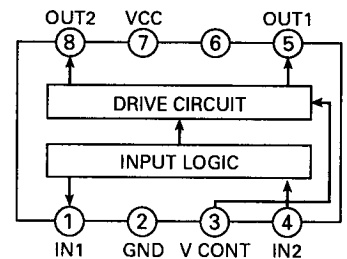 OUT2 VCC OUT1
8 7 6 5
DRIVE CIRCUIT
INPUT LOGIC
1 2 3 4
IN1 GND V CONT IN2